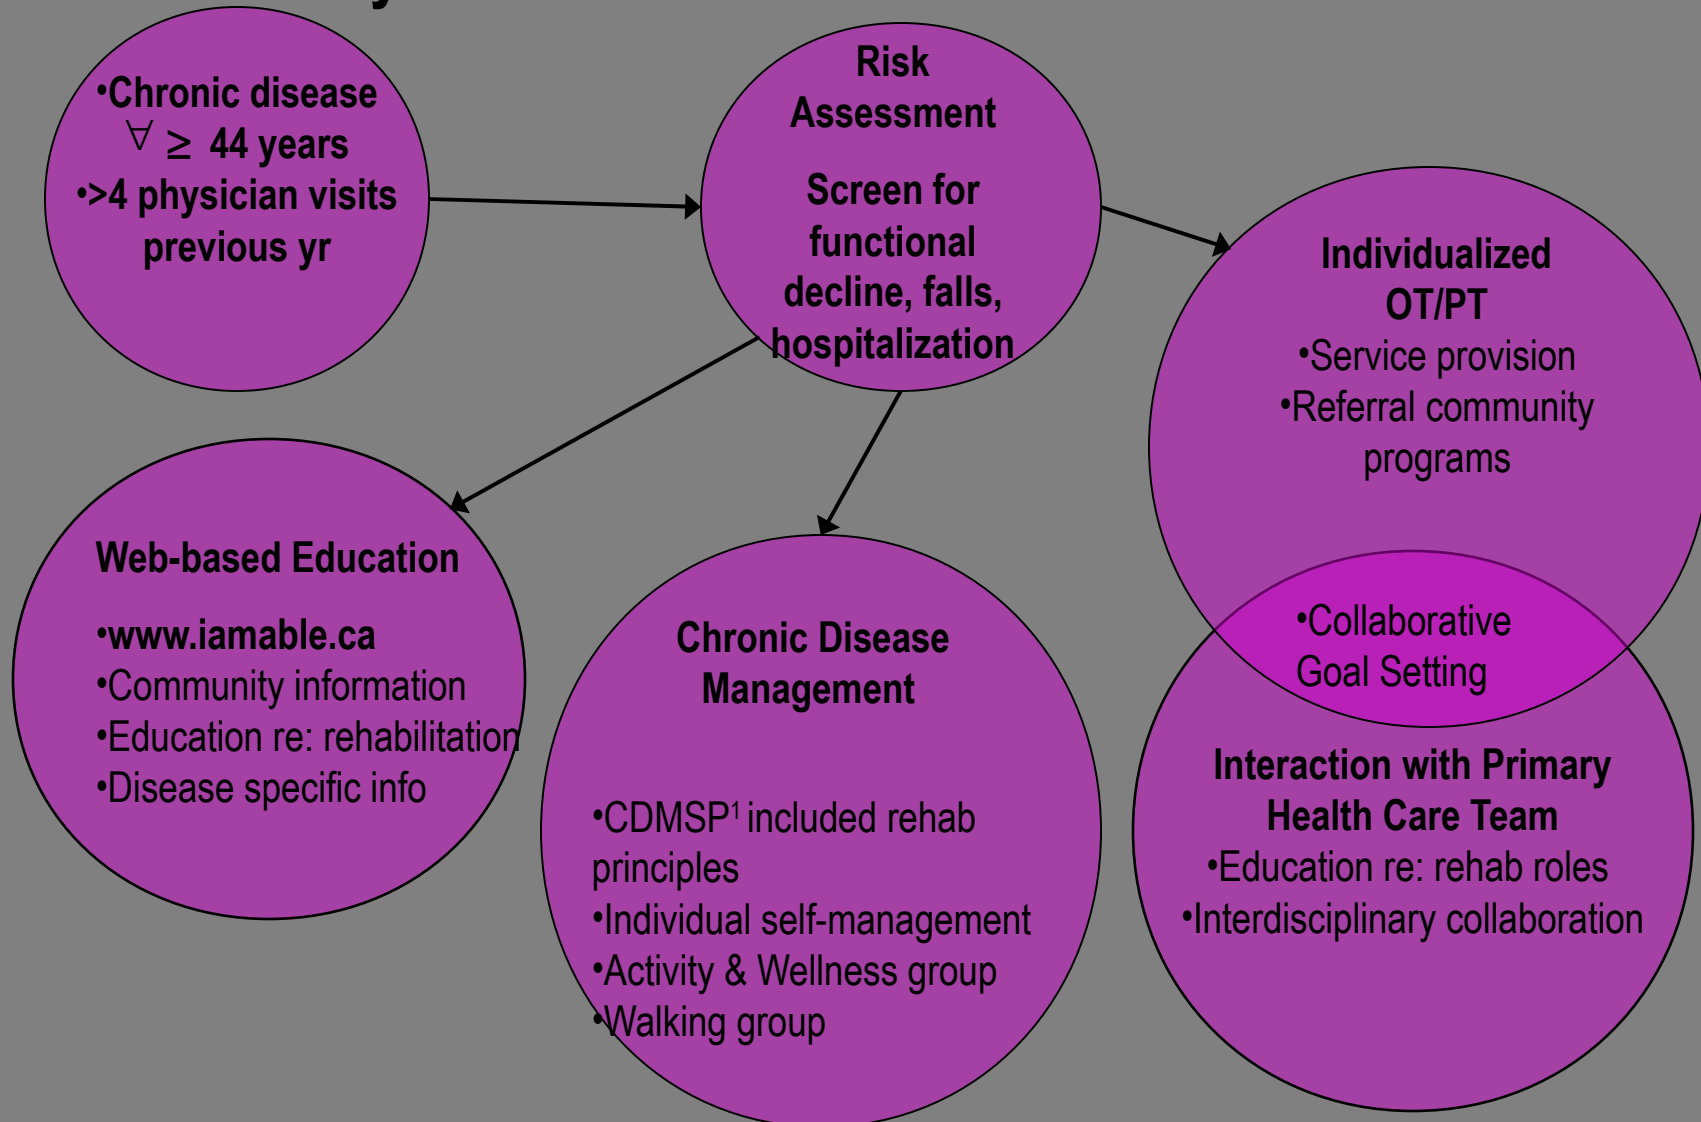 •Chronic disease
∀ ≥ 44 years
•>4 physician visits
previous yr
Risk
Assessment
Screen for
functional
decline, falls,
hospitalization
Individualized
OT/PT
•Service provision
•Referral community
programs
•Collaborative
Goal Setting
Interaction with Primary
Health Care Team
•Education re: rehab roles
•Interdisciplinary collaboration
Web-based Education
•www.iamable.ca
•Community information
•Education re: rehabilitation
•Disease specific info
Chronic Disease
Management
•CDMSP¹ included rehab
principles
•Individual self-management
•Activity & Wellness group
•Walking group